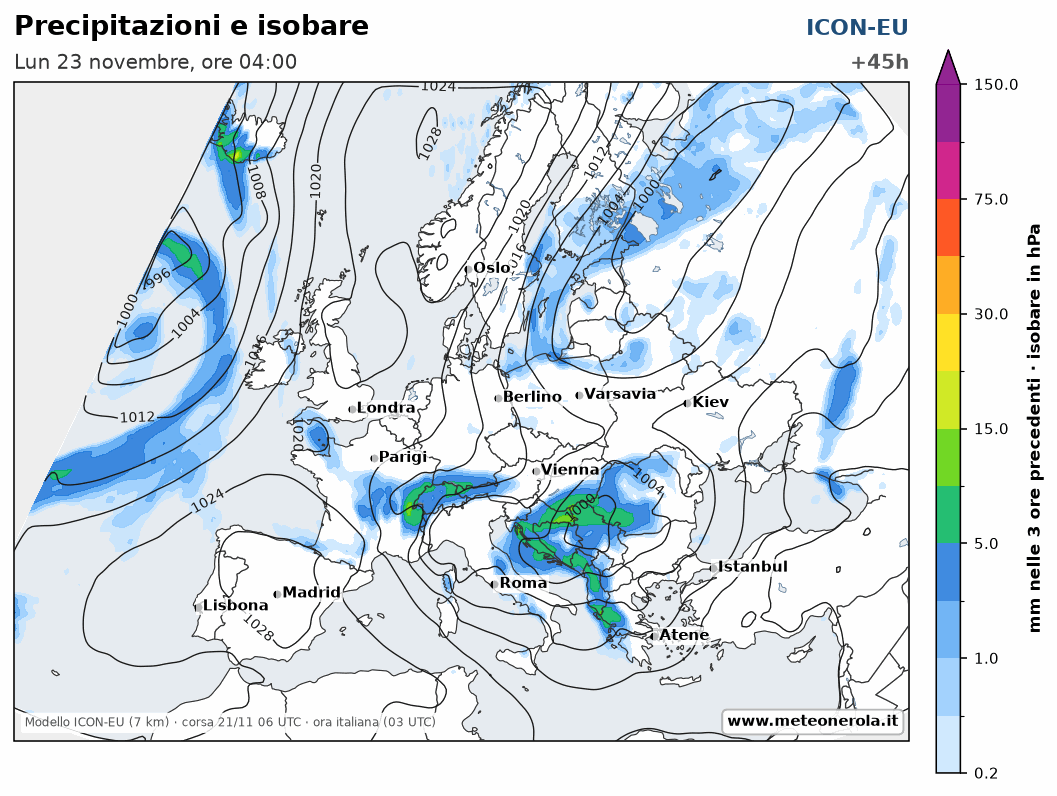 Precipitazioni e isobare
ICON-EU
Lun 23 novembre, ore 04:00
+45h
1024
1028
1008
1020
1012
1000
1004
1020
1016
996
1000
1004
1016
1012
1020
1024
1004
1000
1028
Oslo
Londra
Berlino
Varsavia
Kiev
Parigi
Vienna
Roma
Istanbul
Madrid
Lisbona
Atene
Modello ICON-EU (7 km) · corsa 21/11 06 UTC · ora italiana (03 UTC)
www.meteonerola.it
150.0
75.0
30.0
15.0
5.0
1.0
0.2
mm nelle 3 ore precedenti · isobare in hPa